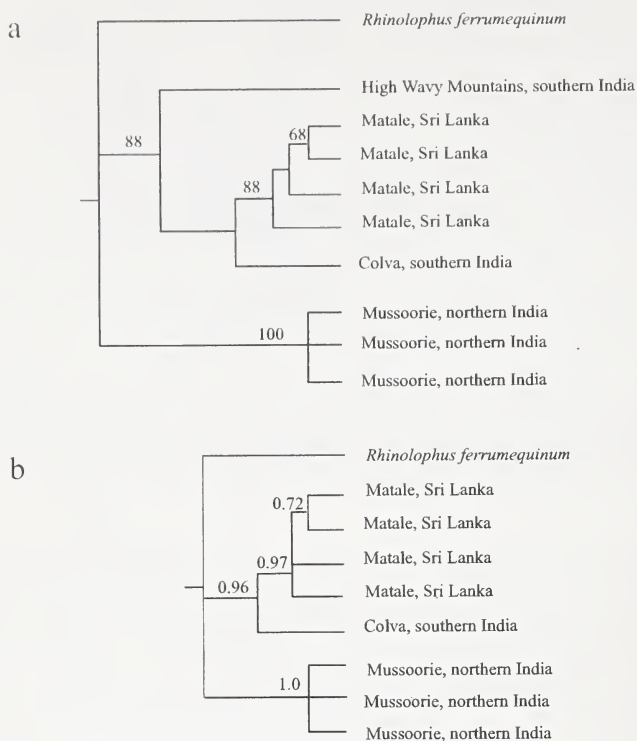 a
Rhinolophus ferrumequinum
High Wavy Mountains, southern India
88
Matale, Sri Lanka
68
Matale, Sri Lanka
88
Matale, Sri Lanka
Matale, Sri Lanka
Colva, southern India
Mussoorie, northern India
100
Mussoorie, northern India
Mussoorie, northern India
b
Rhinolophus ferrumequinum
Matale, Sri Lanka
0.72
Matale, Sri Lanka
0.97
Matale, Sri Lanka
0.96
Matale, Sri Lanka
Colva, southern India
Mussoorie, northern India
1.0
Mussoorie, northern India
Mussoorie, northern India